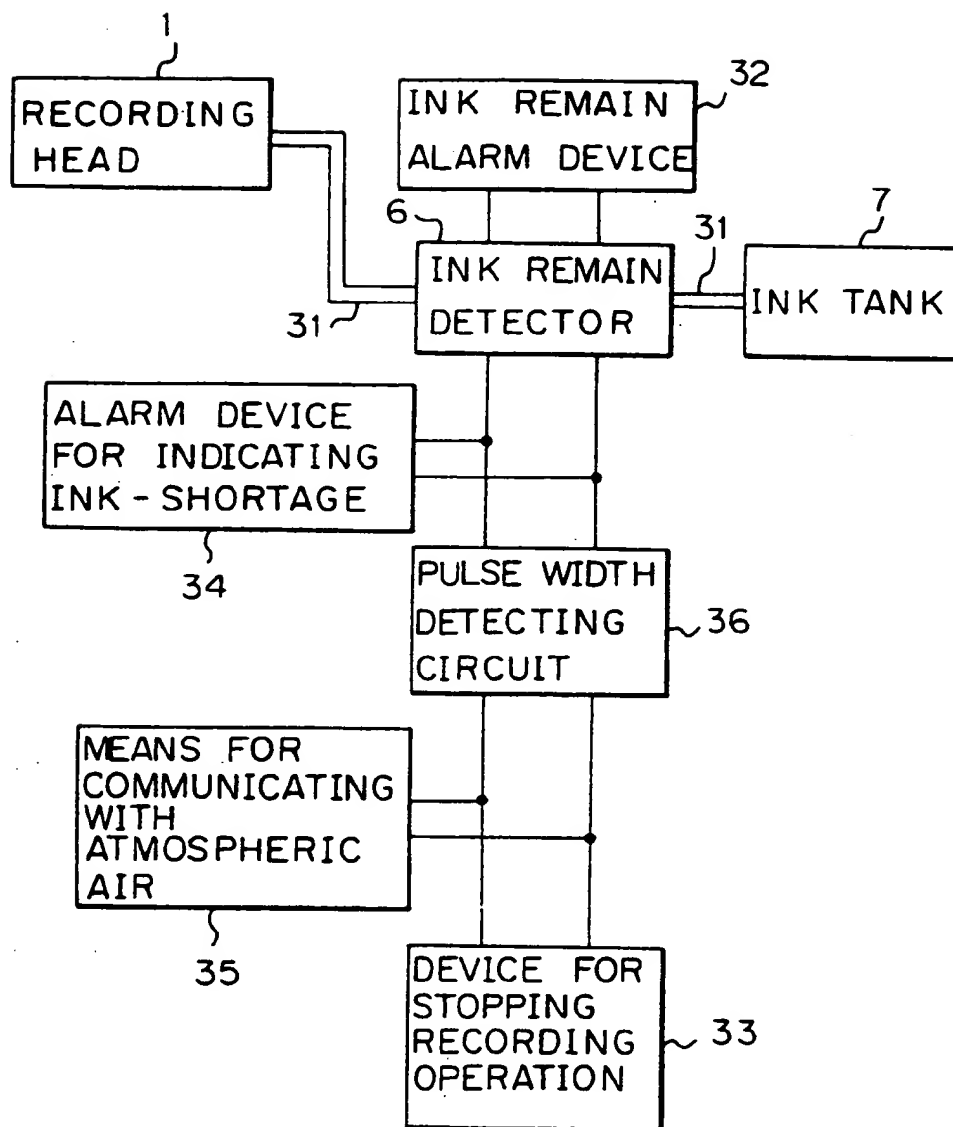 1
RECORDING
HEAD
32
INK REMAIN
ALARM DEVICE
6
INK REMAIN
DETECTOR
31
31
7
INK TANK
ALARM DEVICE
FOR INDICATING
INK-SHORTAGE
34
PULSE WIDTH
DETECTING
CIRCUIT
36
MEANS FOR
COMMUNICATING
WITH
ATMOSPHERIC
AIR
35
DEVICE FOR
STOPPING
RECORDING
OPERATION
33